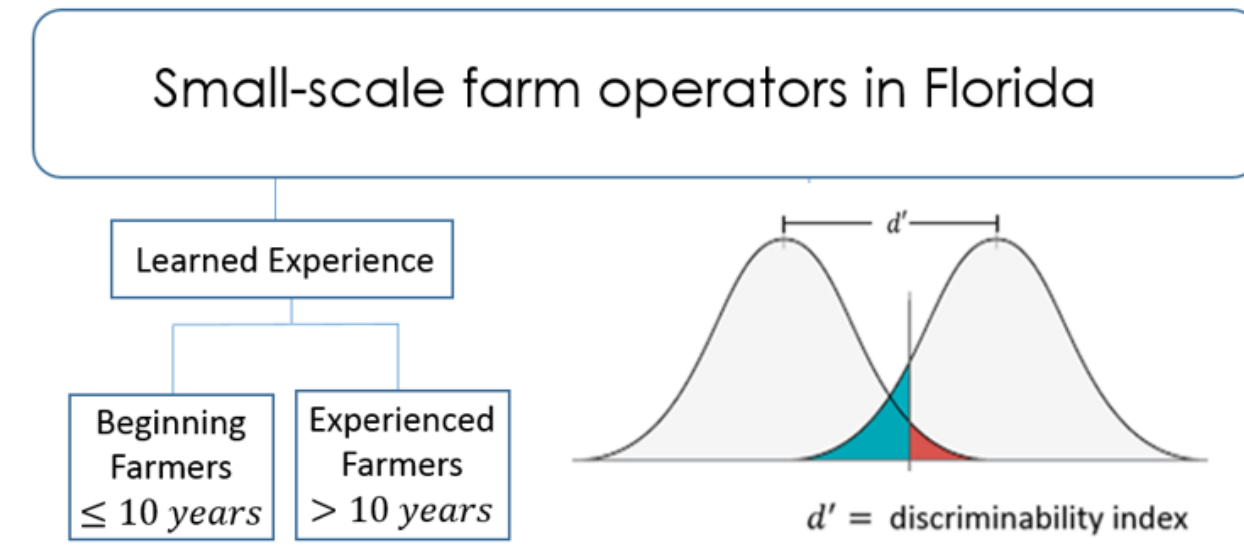 Small-scale farm operators in Florida
Learned Experience
Beginning
Farmers
≤ 10 years
Experienced
Farmers
> 10 years
d′
d′ = discriminability index